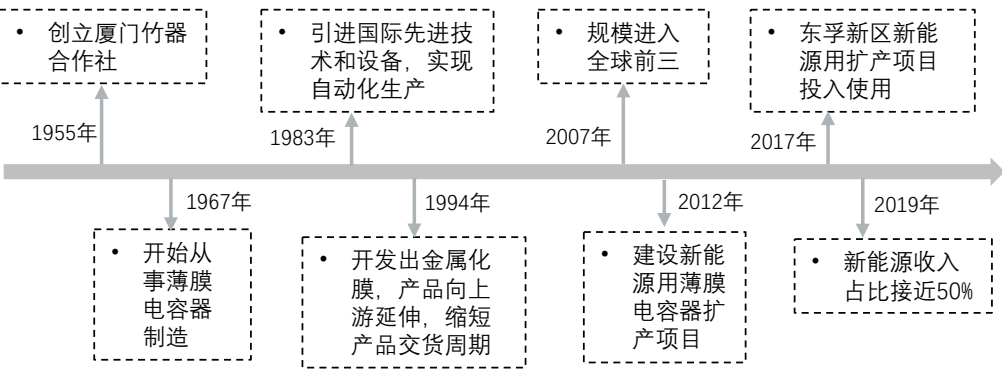 • 创立厦门竹器
合作社
1955年
• 引进国际先进技
术和设备，实现
自动化生产
1983年
• 规模进入
全球前三
2007年
• 东孚新区新能
源用扩产项目
投入使用
2017年
1967年
• 开始从
事薄膜
电容器
制造
1994年
• 开发出金属化
膜，产品向上
游延伸，缩短
产品交货周期
2012年
• 建设新能
源用薄膜
电容器扩
产项目
2019年
• 新能源收入
占比接近50%